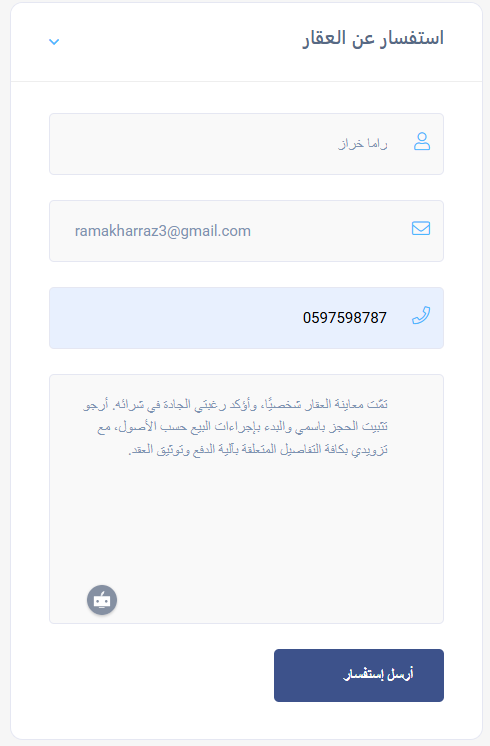 استفسار عن العقار
راما خراز
ramakharraz3@gmail.com
0597598787
تمّت معاينة العقار شخصيًّا، وأؤكد رغبتي الجادة في شرائه. أرجو
تثبيت الحجز باسمي والبدء بإجراءات البيع حسب الأصول، مع
تزويدي بكافة التفاصيل المتعلقة بآلية الدفع وتوثيق العقد.
أرسل إستفسار